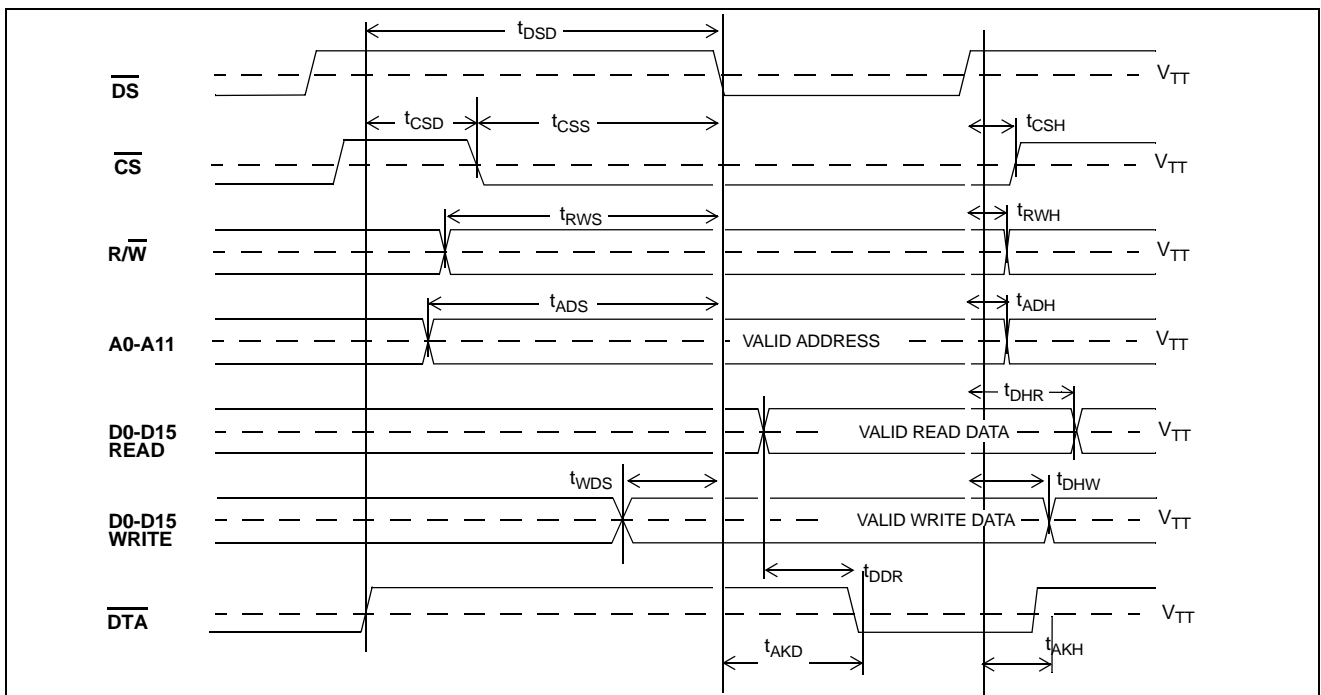 tDSD
DS VTT
tCSD tCSS tCSH
CS VTT
tRWS tRWH
R/W VTT
tADS tADH
A0-A11 VALID ADDRESS VTT
tDHR
D0-D15 READ VALID READ DATA VTT
tWDS tDHW
D0-D15 WRITE VALID WRITE DATA VTT
tDDR
DTA VTT
tAKD tAKH